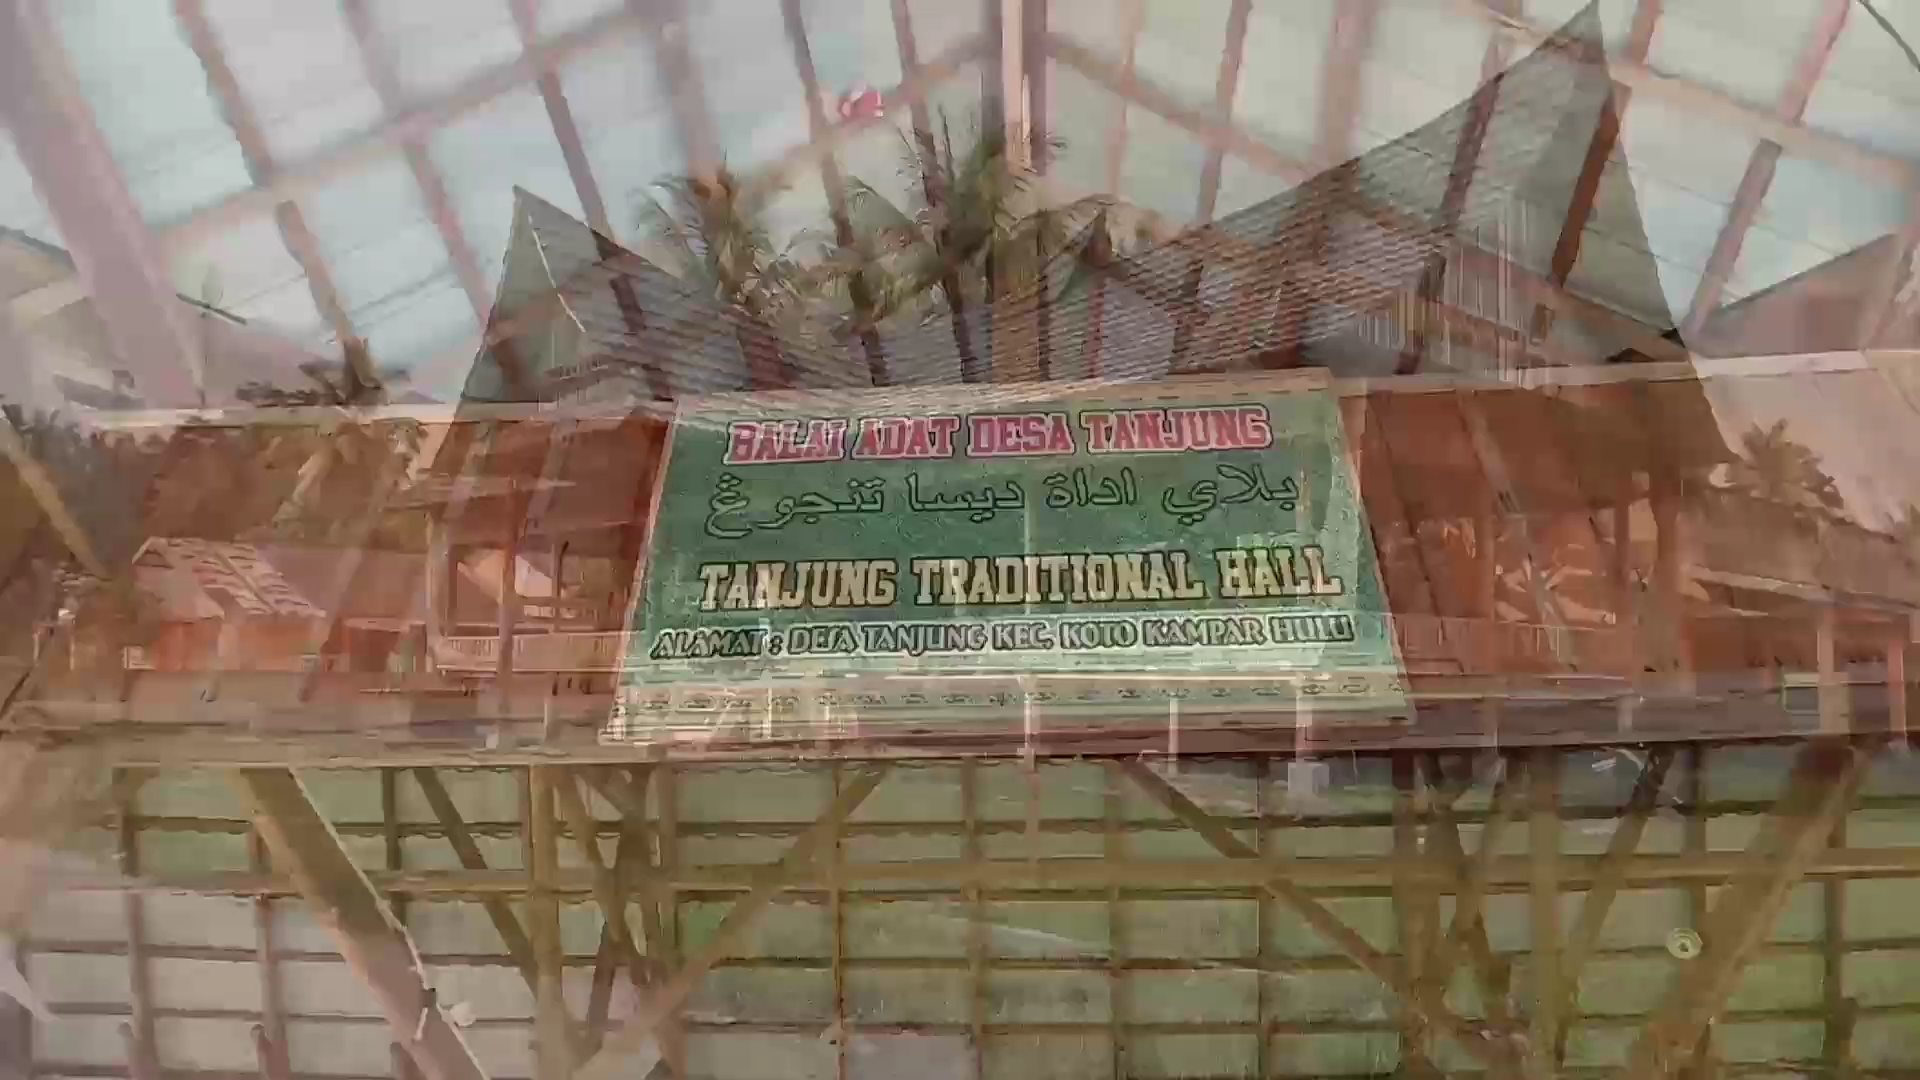 BALAI ADAT DESA TANJUNG
بلاي اداة ديسا تنجوڠ
TANJUNG TRADITIONAL HALL
ALAMAT : DESA TANJUNG KEC. KOTO KAMPAR HULU